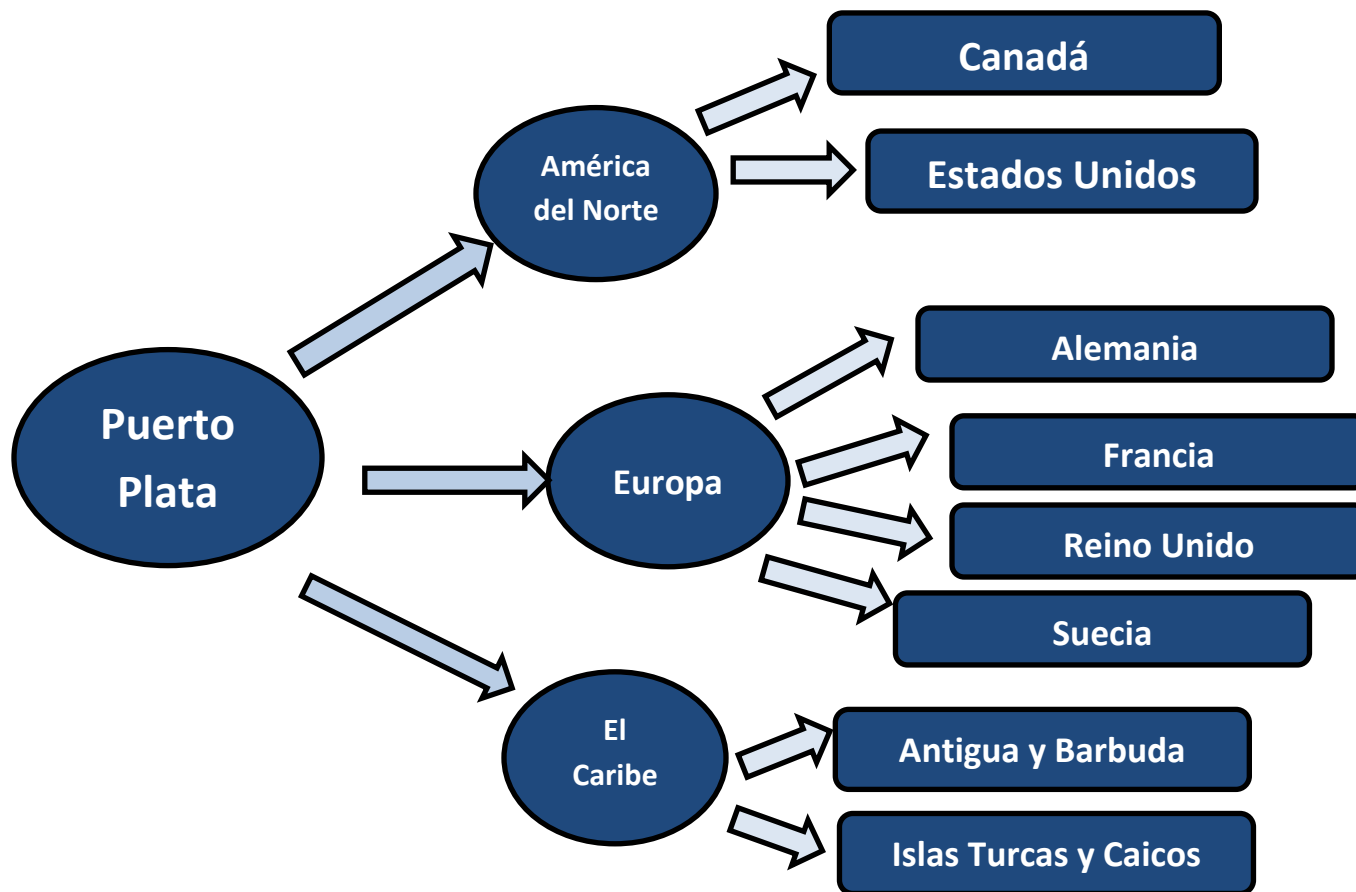 Puerto
Plata
América
del Norte
Canadá
Estados Unidos
Europa
Alemania
Francia
Reino Unido
Suecia
El
Caribe
Antigua y Barbuda
Islas Turcas y Caicos